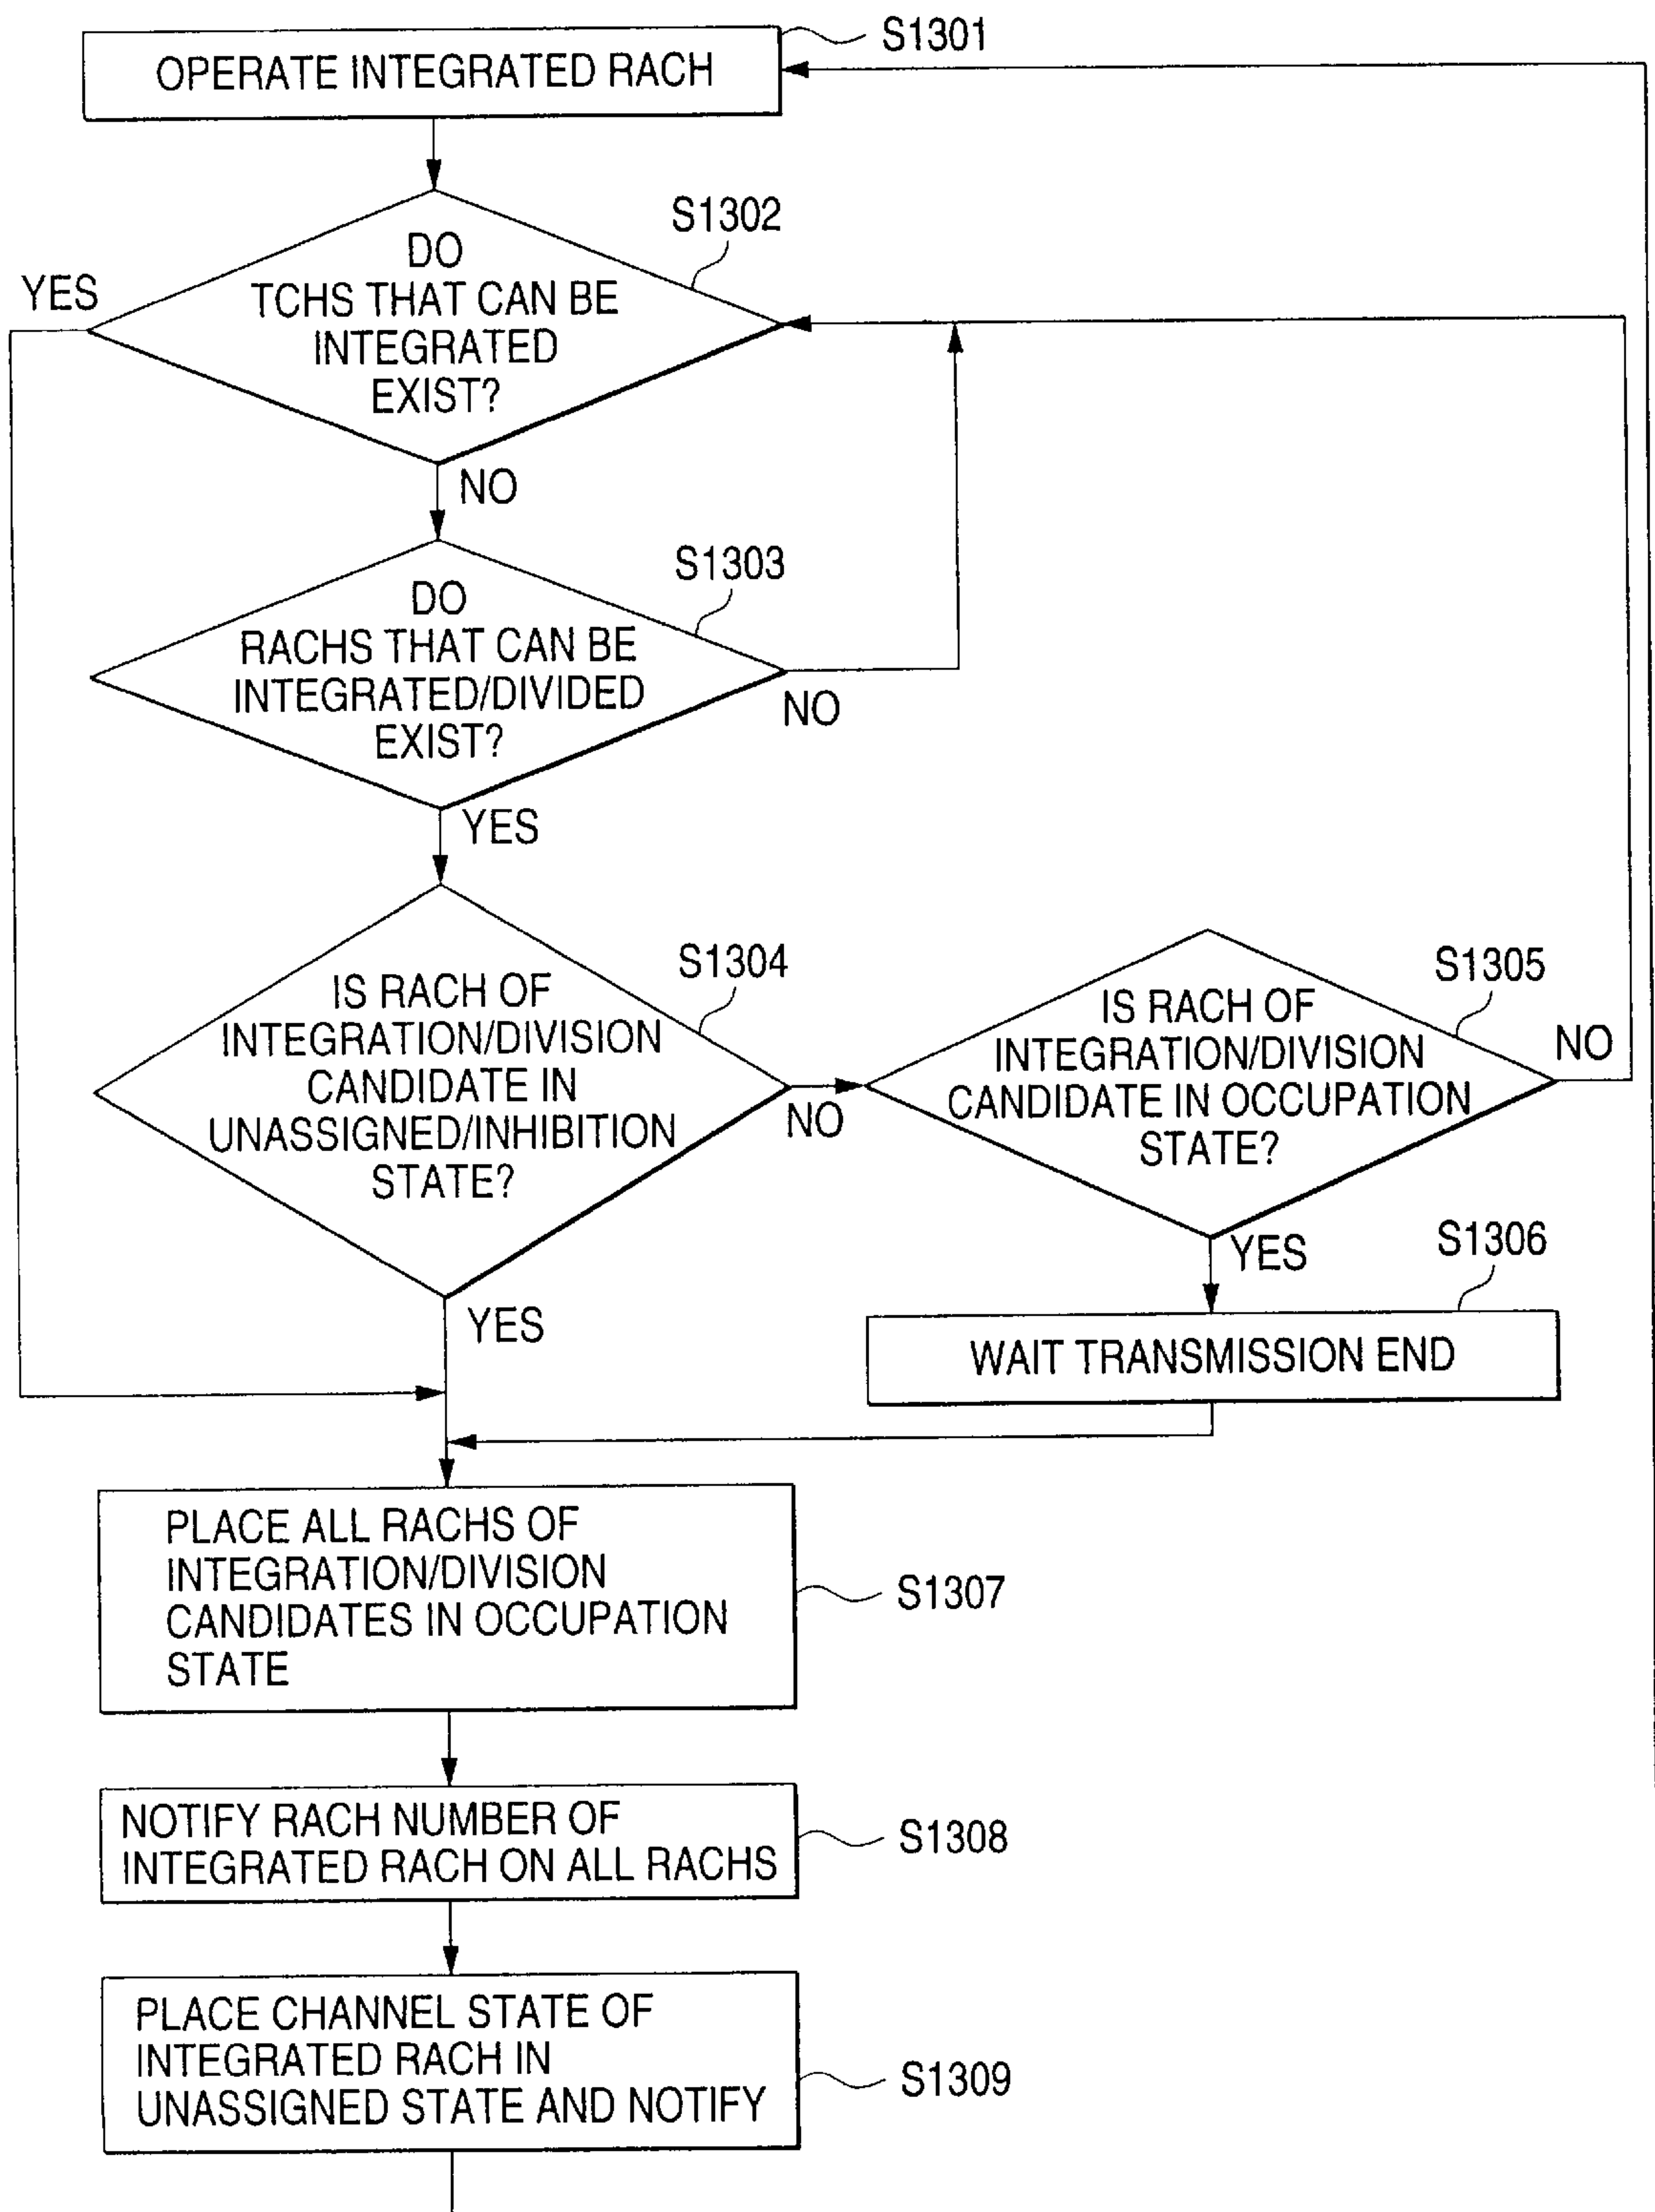 S1301
OPERATE INTEGRATED RACH
S1302
YES
DO
TCHS THAT CAN BE
INTEGRATED
EXIST?
NO
S1303
DO
RACHS THAT CAN BE
INTEGRATED/DIVIDED
EXIST?
NO
YES
S1304
IS RACH OF
INTEGRATION/DIVISION
CANDIDATE IN
UNASSIGNED/INHIBITION
STATE?
NO
YES
S1305
IS RACH OF
INTEGRATION/DIVISION
CANDIDATE IN OCCUPATION
STATE?
NO
YES
S1306
WAIT TRANSMISSION END
PLACE ALL RACHS OF
INTEGRATION/DIVISION
CANDIDATES IN OCCUPATION
STATE
S1307
NOTIFY RACH NUMBER OF
INTEGRATED RACH ON ALL RACHS
S1308
PLACE CHANNEL STATE OF
INTEGRATED RACH IN
UNASSIGNED STATE AND NOTIFY
S1309